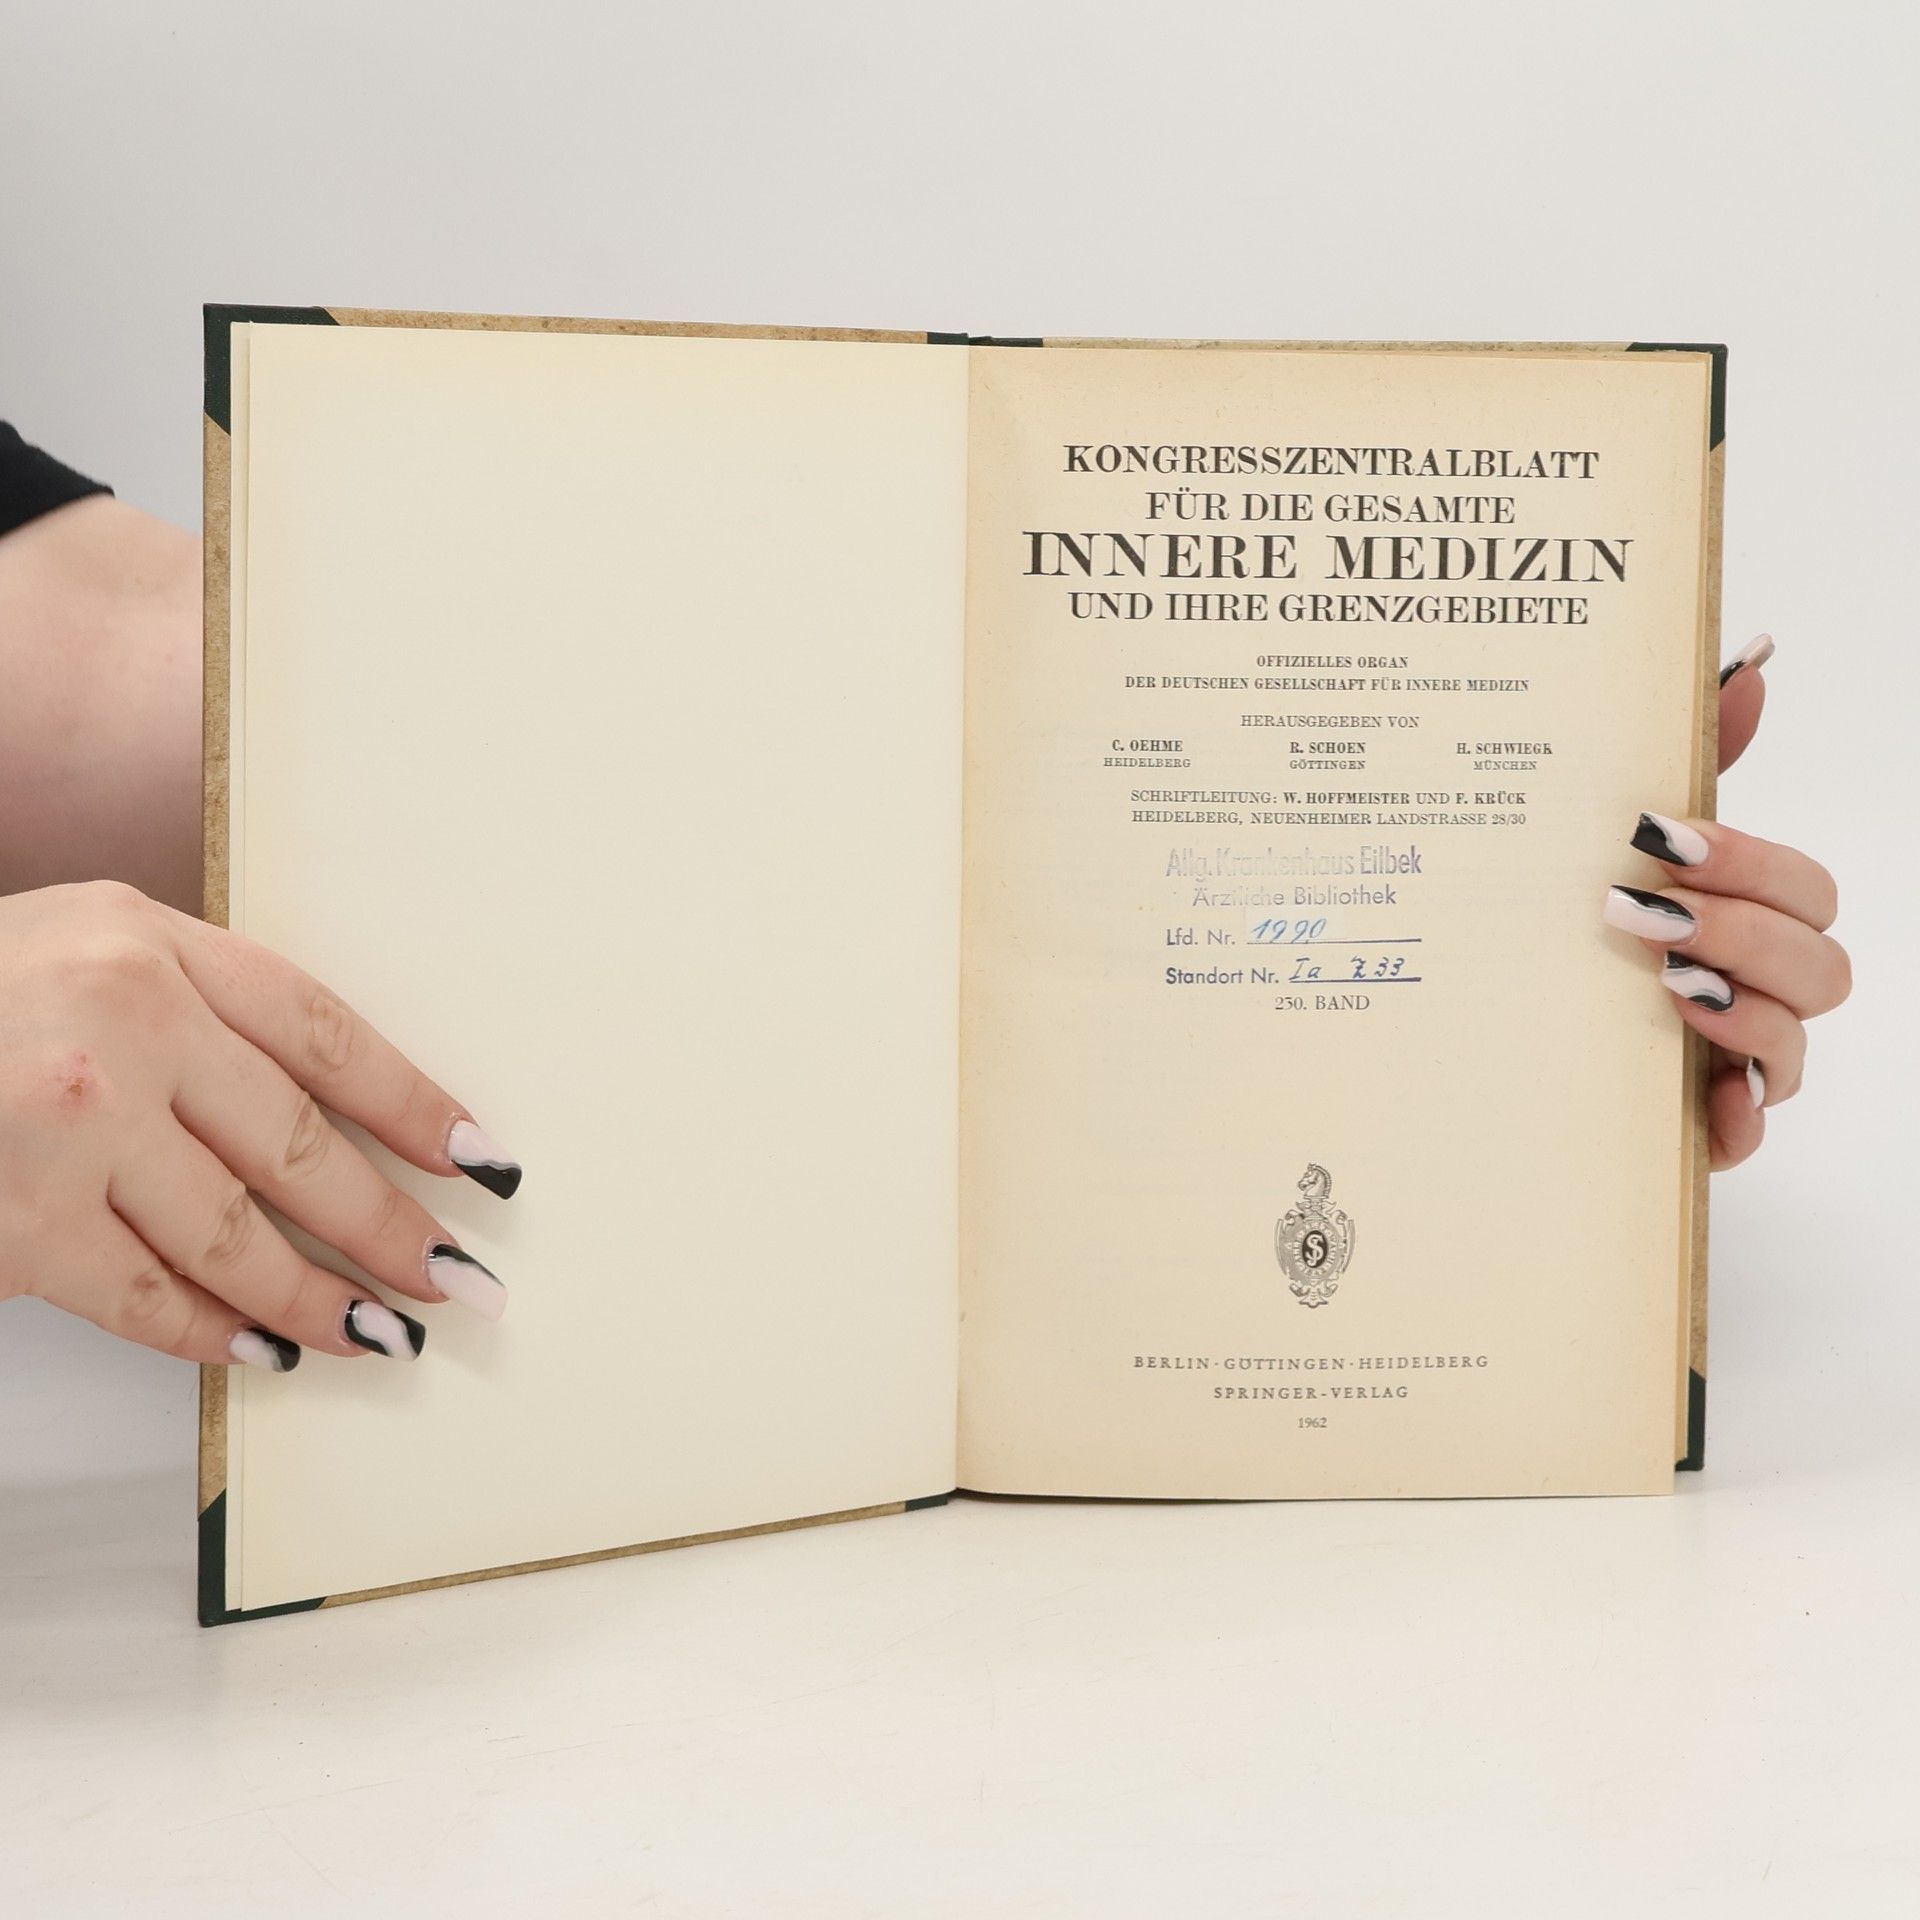 KONGRESSZENTRALBLATT
FÜR DIE GESAMTE
INNERE MEDIZIN
UND IHRE GRENZGEBIETE
OFFIZIELLES ORGAN
DER DEUTSCHEN GESELLSCHAFT FÜR INNERE MEDIZIN
HERAUSGEGEBEN VON
C. OEHME R. SCHOEN H. SCHWIEGK
HEIDELBERG GÖTTINGEN MÜNCHEN
SCHRIFTLEITUNG: W. HOFFMEISTER UND F. KRÜCK
HEIDELBERG, NEUENHEIMER LANDSTRASSE 28/30
Allg. Krankenhaus Eilbek
Ärztliche Bibliothek
Lfd. Nr. 1990
Standort Nr. Ia Z 33
230. BAND
BERLIN · GÖTTINGEN · HEIDELBERG
SPRINGER-VERLAG
1962